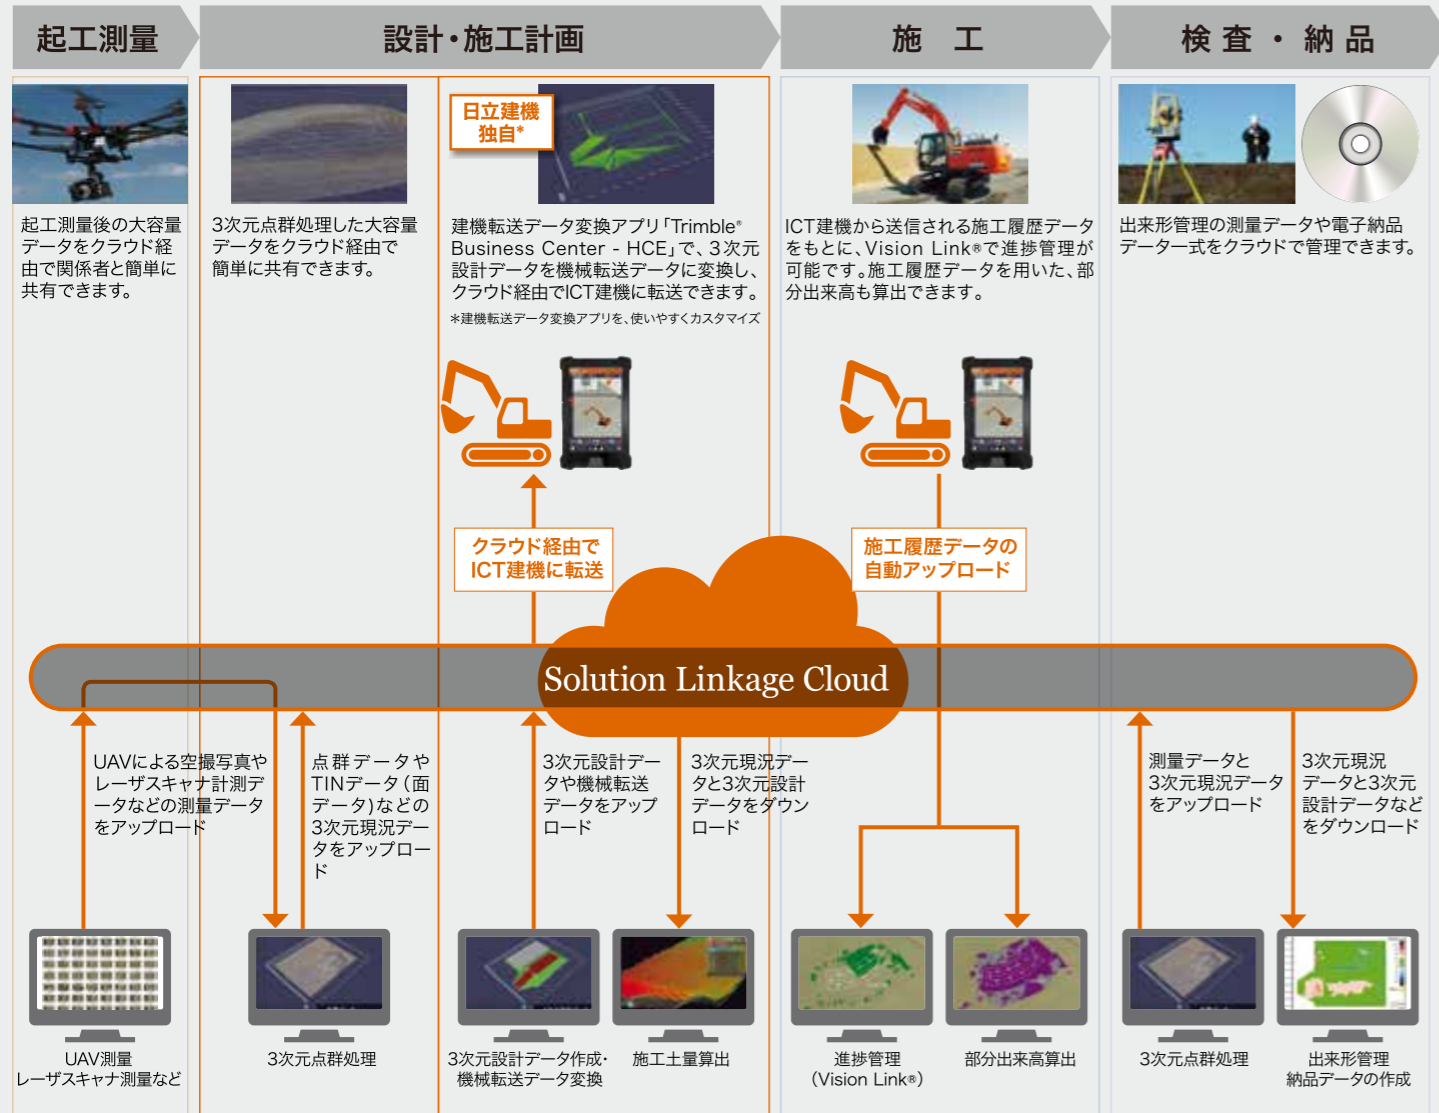 起工測量
設計・施工計画
施 工
検 査 ・ 納 品
起工測量後の大容量
データをクラウド経
由で関係者と簡単に
共有できます。
3次元点群処理した大容量
データをクラウド経由で
簡単に共有できます。
日立建機
独自*
建機転送データ変換アプリ「Trimble®
Business Center - HCE」で、3次元
設計データを機械転送データに変換し、
クラウド経由でICT建機に転送できます。
*建機転送データ変換アプリを、使いやすくカスタマイズ
ICT建機から送信される施工履歴データ
をもとに、Vision Link®で進捗管理が
可能です。施工履歴データを用いた、部
分出来高も算出できます。
出来形管理の測量データや電子納品
データ一式をクラウドで管理できます。
クラウド経由で
ICT建機に転送
施工履歴データの
自動アップロード
Solution Linkage Cloud
UAVによる空撮写真や
レーザスキャナ計測デ
ータなどの測量データ
をアップロード
点群データや
TINデータ(面
データ)などの
3次元現況デー
タをアップロー
ド
3次元設計デー
タや機械転送
データをアップ
ロード
3次元現況デー
タと3次元設計
データをダウン
ロード
測量データと
3次元現況データ
をアップロード
3次元現況
データと3次元
設計データなど
をダウンロード
UAV測量
レーザスキャナ測量など
3次元点群処理
3次元設計データ作成・
機械転送データ変換
施工土量算出
進捗管理
(Vision Link®)
部分出来高算出
3次元点群処理
出来形管理
納品データの作成